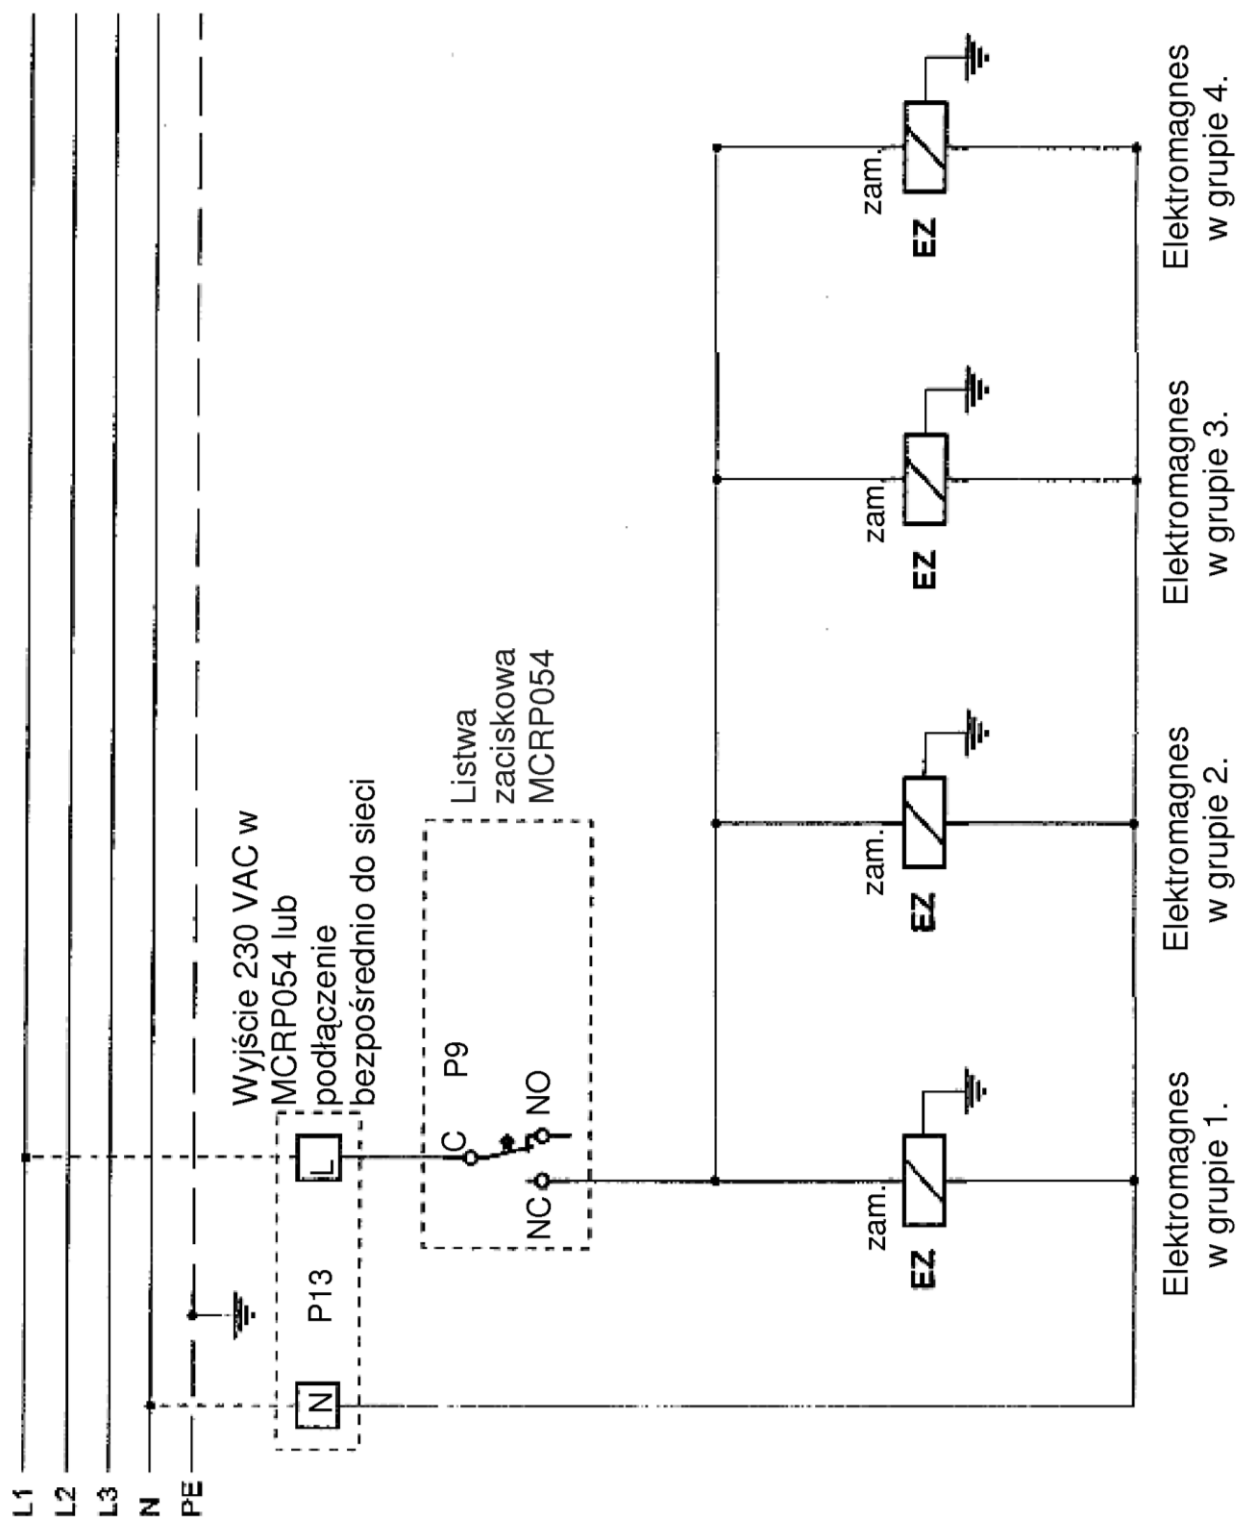 L1
L2
L3
N
PE
Wyjście 230 VAC w
MCRP054 lub
podłączenie
bezpośrednio do sieci
N
P13
L
Listwa
zaciskowa
MCRP054
C
P9
NC
NO
zam.
EZ
zam.
EZ
zam.
EZ
zam.
EZ
Elektromagnes
w grupie 1.
Elektromagnes
w grupie 2.
Elektromagnes
w grupie 3.
Elektromagnes
w grupie 4.